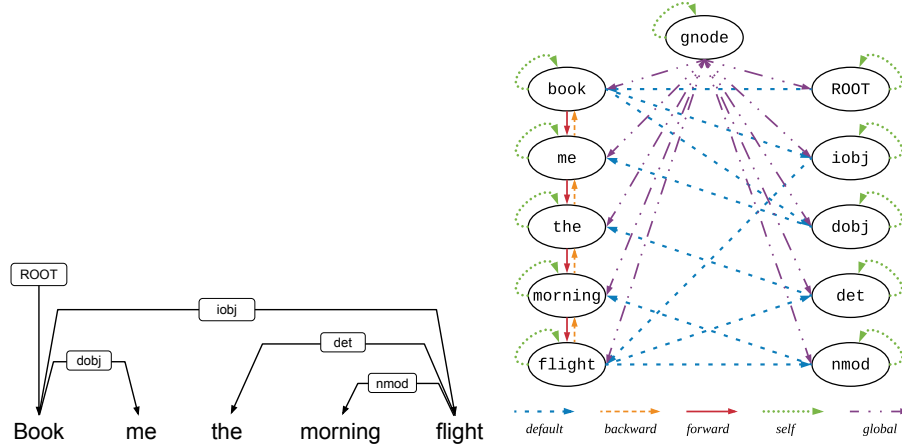 ROOT
iobj
det
dobj
nmod
Book me the morning flight
gnode
book
ROOT
me
iobj
the
dobj
morning
det
flight
nmod
default backward forward self global